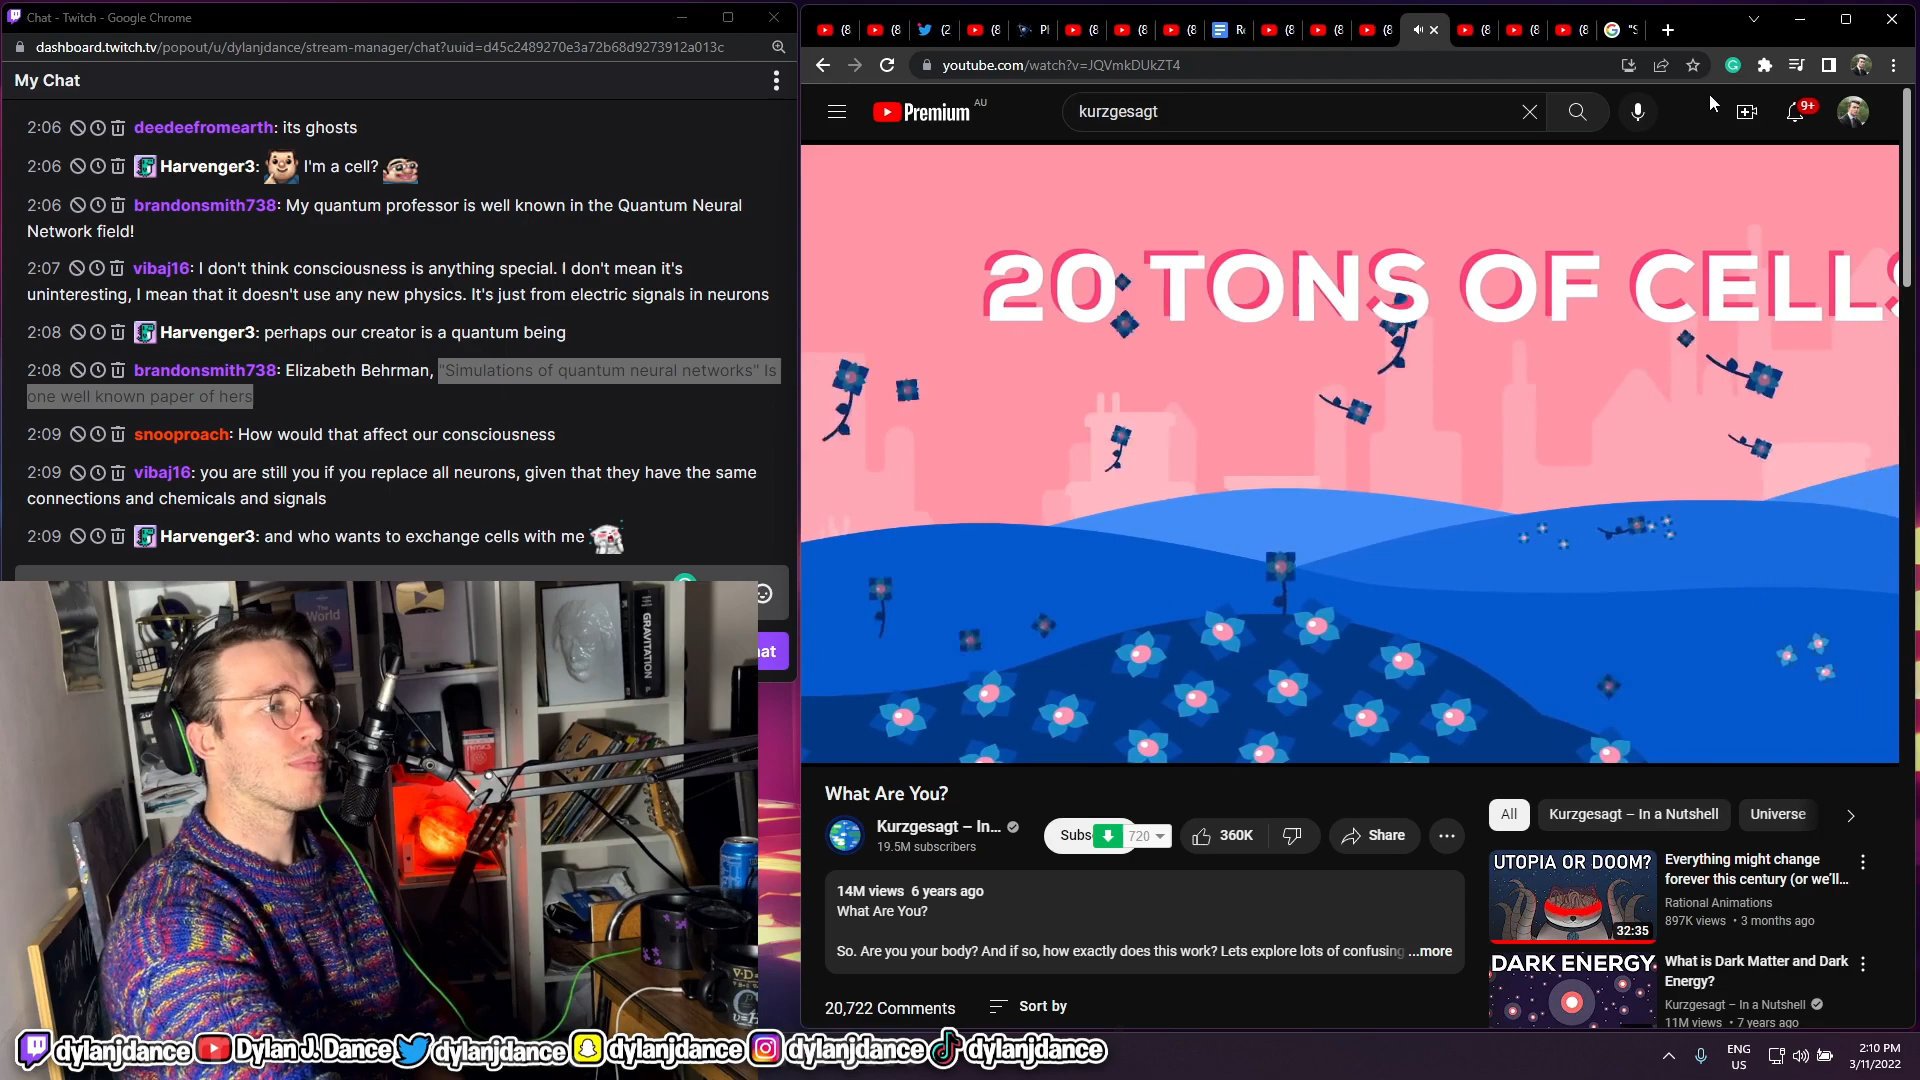 Chat - Twitch - Google Chrome
dashboard.twitch.tv/popout/u/dylanjdance/stream-manager/chat?uuid=d45c2489270e3a72b68d9273912a013c
My Chat
2:06 deedeefromearth: its ghosts
2:06 Harvenger3: I'm a cell?
2:06 brandonsmith738: My quantum professor is well known in the Quantum Neural
Network field!
2:07 vibaj16: I don't think consciousness is anything special. I don't mean it's
uninteresting, I mean that it doesn't use any new physics. It's just from electric signals in neurons
2:08 Harvenger3: perhaps our creator is a quantum being
2:08 brandonsmith738: Elizabeth Behrman, "Simulations of quantum neural networks" Is
one well known paper of hers
2:09 snooproach: How would that affect our consciousness
2:09 vibaj16: you are still you if you replace all neurons, given that they have the same
connections and chemicals and signals
2:09 Harvenger3: and who wants to exchange cells with me
hat
The World
GRAVITATION
PHYSICS
youtube.com/watch?v=JQVmkDUkZT4
Premium AU
kurzgesagt
9+
20 TONS OF CELLS
What Are You?
Kurzgesagt – In...
19.5M subscribers
Subs
720
360K
Share
14M views 6 years ago
What Are You?
So. Are you your body? And if so, how exactly does this work? Lets explore lots of confusing ...more
20,722 Comments
Sort by
All
Kurzgesagt – In a Nutshell
Universe
UTOPIA OR DOOM?
32:35
Everything might change
forever this century (or we'll...
Rational Animations
897K views • 3 months ago
DARK ENERGY
What is Dark Matter and Dark
Energy?
Kurzgesagt – In a Nutshell
11M views • 7 years ago
dylanjdance
Dylan J. Dance
dylanjdance
dylanjdance
dylanjdance
dylanjdance
ENG
US
2:10 PM
3/11/2022